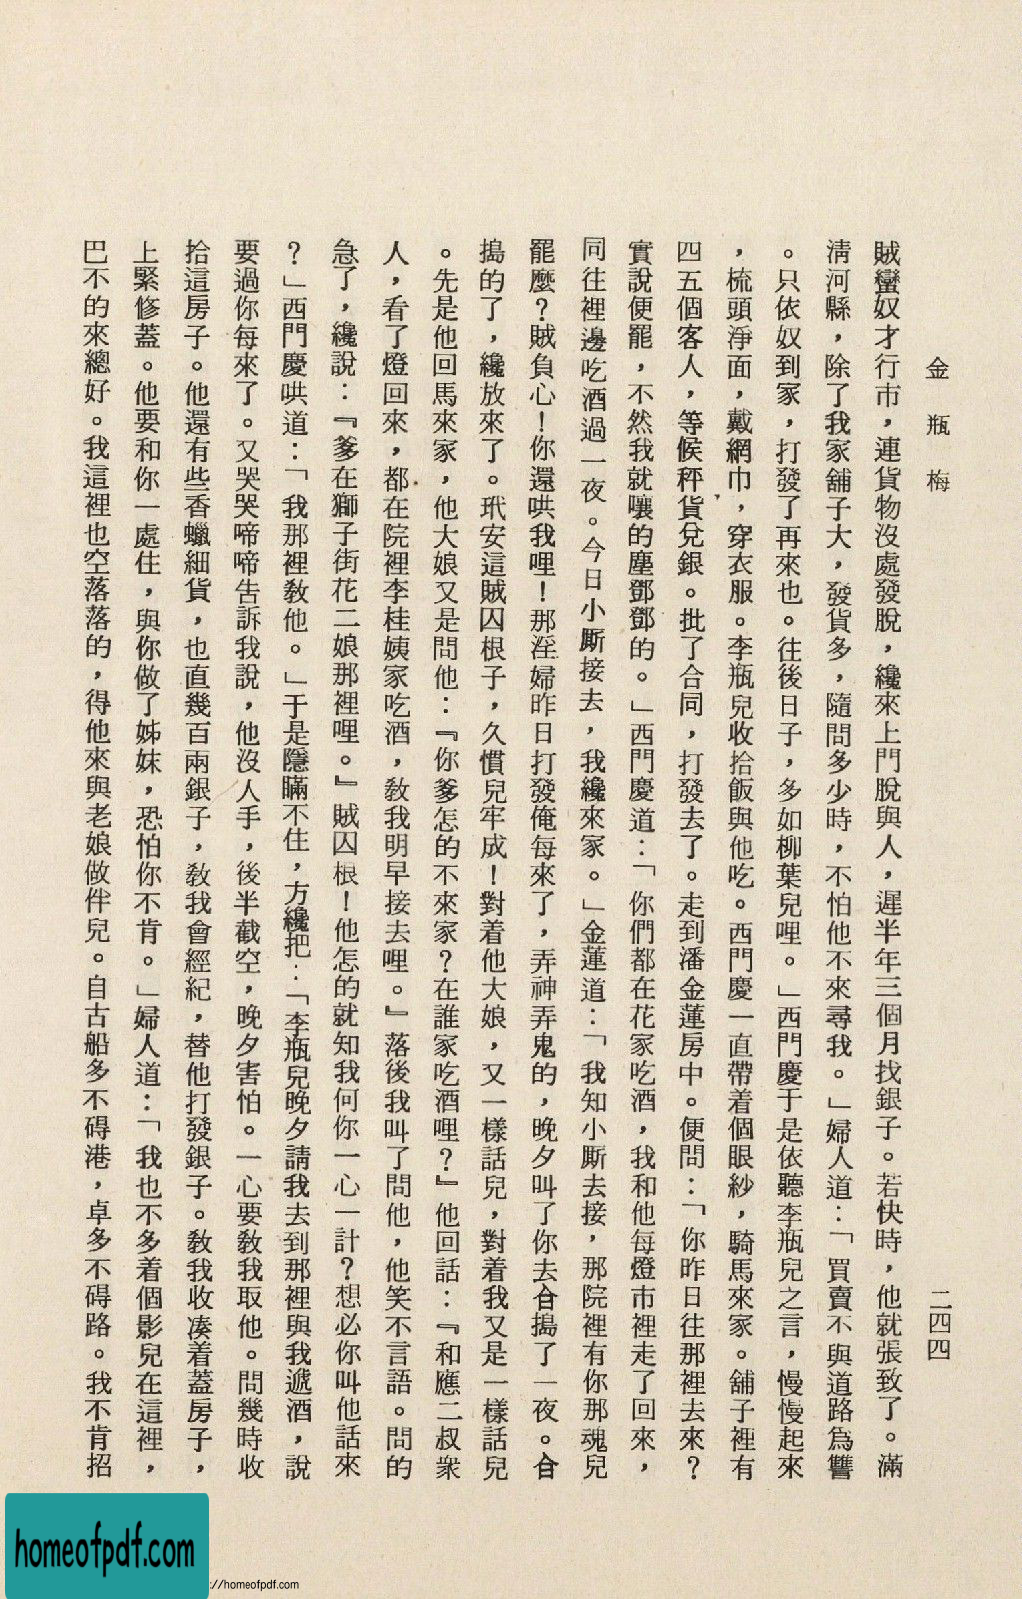 金瓶梅
二四四
賊蠻奴才行市，連貨物沒處發脫，纔來上門脫與人，遲半年三個月找銀子。若快時，他就張致了。滿
淸河縣，除了我家舖子大，發貨多，隨問多少時，不怕他不來尋我。」婦人道：「買賣不與道路為讐
。只依奴到家，打發了再來也。往後日子，多如柳葉兒哩。」西門慶于是依聽李瓶兒之言，慢慢起來
，梳頭淨面，戴網巾，穿衣服。李瓶兒收拾飯與他吃。西門慶一直帶着個眼紗，騎馬來家。舖子裡有
四五個客人，等候秤貨兌銀。批了合同，打發去了。走到潘金蓮房中。便問：「你昨日往那裡去來？
實說便罷，不然我就嚷的塵鄧鄧的。」西門慶道：「你們都在花家吃酒，我和他每燈市裡走了回來，
同往裡邊吃酒過一夜。今日小厮接去，我纔來家。」金蓮道：「我知小厮去接，那院裡有你那魂兒
罷麼？賊負心！你還哄我哩！那淫婦昨日打發俺每來了，弄神弄鬼的，晚夕叫了你去𠓗搗了一夜。𠓗
搗的了，纔放來了。玳安這賊囚根子，久慣兒牢成！對着他大娘，又一樣話兒，對着我又是一樣話兒
。先是他回馬來家，他大娘又是問他：『你爹怎的不來家？在誰家吃酒哩？』他回話：『和應二叔衆
人，看了燈回來，都在院裡李桂姨家吃酒，敎我明早接去哩。』落後我叫了問他，他笑不言語。問的
急了，纔說：『爹在獅子街花二娘那裡哩。』賊囚根！他怎的就知我何你一心一計？想必你叫他話來
？」西門慶哄道：「我那裡敎他。」于是隱瞞不住，方纔把：「李瓶兒晚夕請我去到那裡與我遞酒，說
要過你每來了。又哭哭啼啼告訴我說，他沒人手，後半截空，晚夕害怕。一心要敎我取他。問幾時收
拾這房子。他還有些香蠟細貨，也直幾百兩銀子，敎我會經紀，替他打發銀子。敎我收凑着蓋房子，
上緊修蓋。他要和你一處住，與你做了姊妹，恐怕你不肯。」婦人道：「我也不多着個影兒在這裡，
巴不的來總好。我這裡也空落落的，得他來與老娘做伴兒。自古船多不碍港，卓多不碍路。我不肯招
homeofpdf.com
://homeofpdf.com